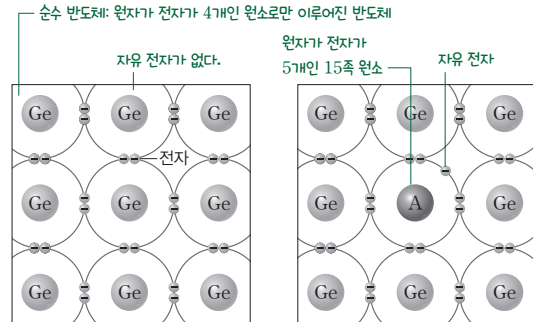 순수 반도체: 원자가 전자가 4개인 원소로만 이루어진 반도체
자유 전자가 없다.
원자가 전자가
5개인 15족 원소
자유 전자
Ge Ge Ge
전자
Ge Ge Ge
Ge Ge Ge
Ge Ge Ge
Ge A Ge
Ge Ge Ge